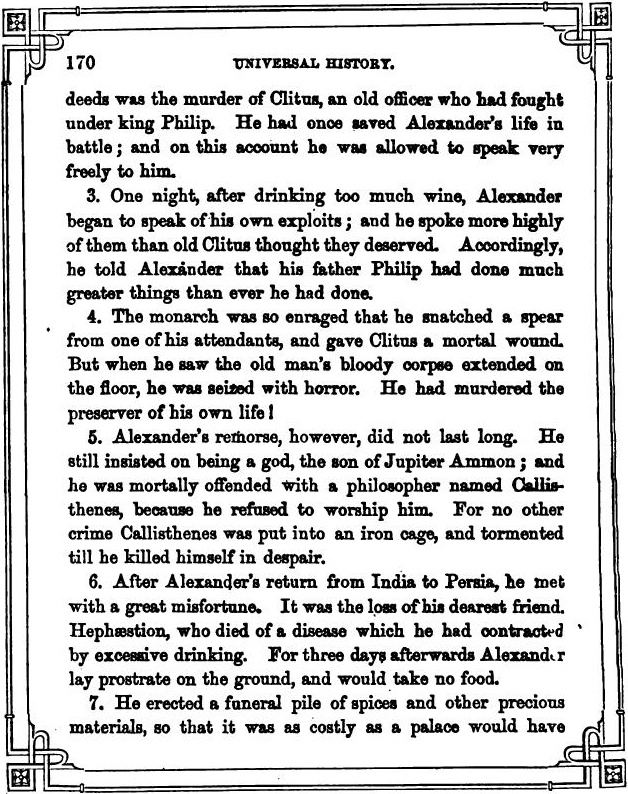 170 UNIVERSAL HISTORY.
deeds was the murder of Clitus, an old officer who had fought
under king Philip. He had once saved Alexander's life in
battle; and on this account he was allowed to speak very
freely to him.
3. One night, after drinking too much wine, Alexander
began to speak of his own exploits; and he spoke more highly
of them than old Clitus thought they deserved. Accordingly,
he told Alexander that his father Philip had done much
greater things than ever he had done.
4. The monarch was so enraged that he snatched a spear
from one of his attendants, and gave Clitus a mortal wound.
But when he saw the old man's bloody corpse extended on
the floor, he was seized with horror. He had murdered the
preserver of his own life!
5. Alexander's remorse, however, did not last long. He
still insisted on being a god, the son of Jupiter Ammon; and
he was mortally offended with a philosopher named Callis-
thenes, because he refused to worship him. For no other
crime Callisthenes was put into an iron cage, and tormented
till he killed himself in despair.
6. After Alexander's return from India to Persia, he met
with a great misfortune. It was the loss of his dearest friend.
Hephæstion, who died of a disease which he had contracted
by excessive drinking. For three days afterwards Alexander
lay prostrate on the ground, and would take no food.
7. He erected a funeral pile of spices and other precious
materials, so that it was as costly as a palace would have